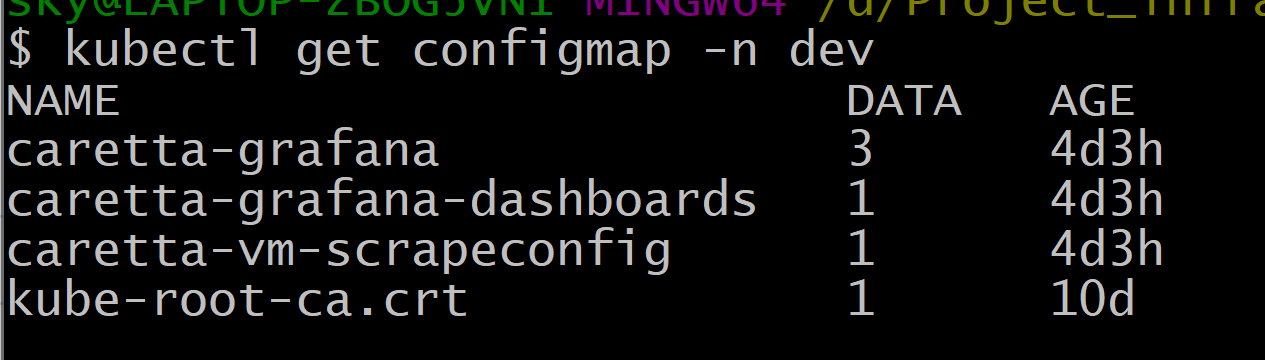 $ kubectl get configmap -n dev
NAME DATA AGE
caretta-grafana 3 4d3h
caretta-grafana-dashboards 1 4d3h
caretta-vm-scrapeconfig 1 4d3h
kube-root-ca.crt 1 10d